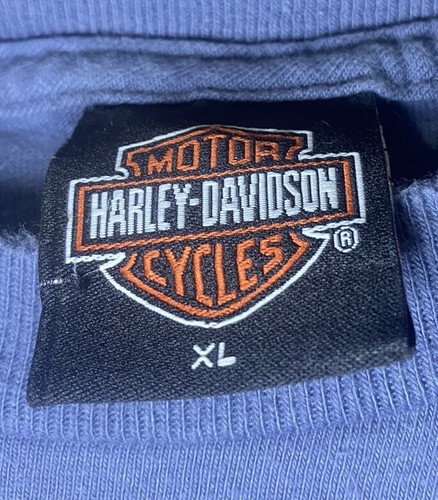 MOTOR
HARLEY-DAVIDSON
CYCLES
®
XL